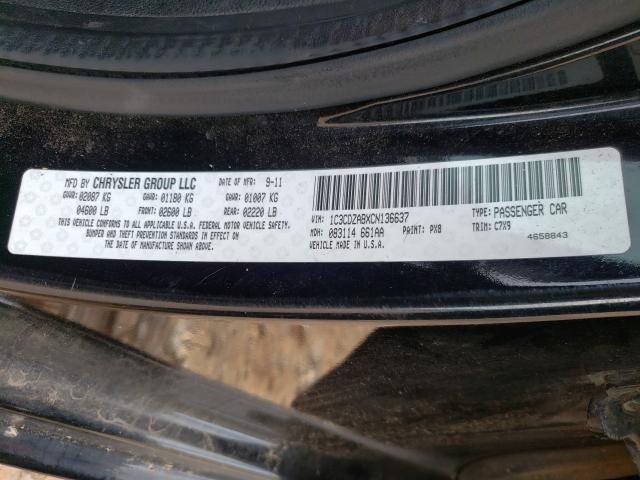 MFD BY CHRYSLER GROUP LLC DATE OF MFR 9-11
GVWR: 02087 KG GAWR: 01180 KG GAWR: 01007 KG
04600 LB FRONT: 02600 LB REAR: 02220 LB
THIS VEHICLE CONFORMS TO ALL APPLICABLE U.S.A. FEDERAL MOTOR VEHICLE SAFETY,
BUMPER AND THEFT PREVENTION STANDARDS IN EFFECT ON
THE DATE OF MANUFACTURE SHOWN ABOVE.
VIN: 1C3CDZABXCN136637 TYPE: PASSENGER CAR
MDH: 083114 661AA PAINT: PX8 TRIM: C7X9
MADE IN U.S.A. 4658843